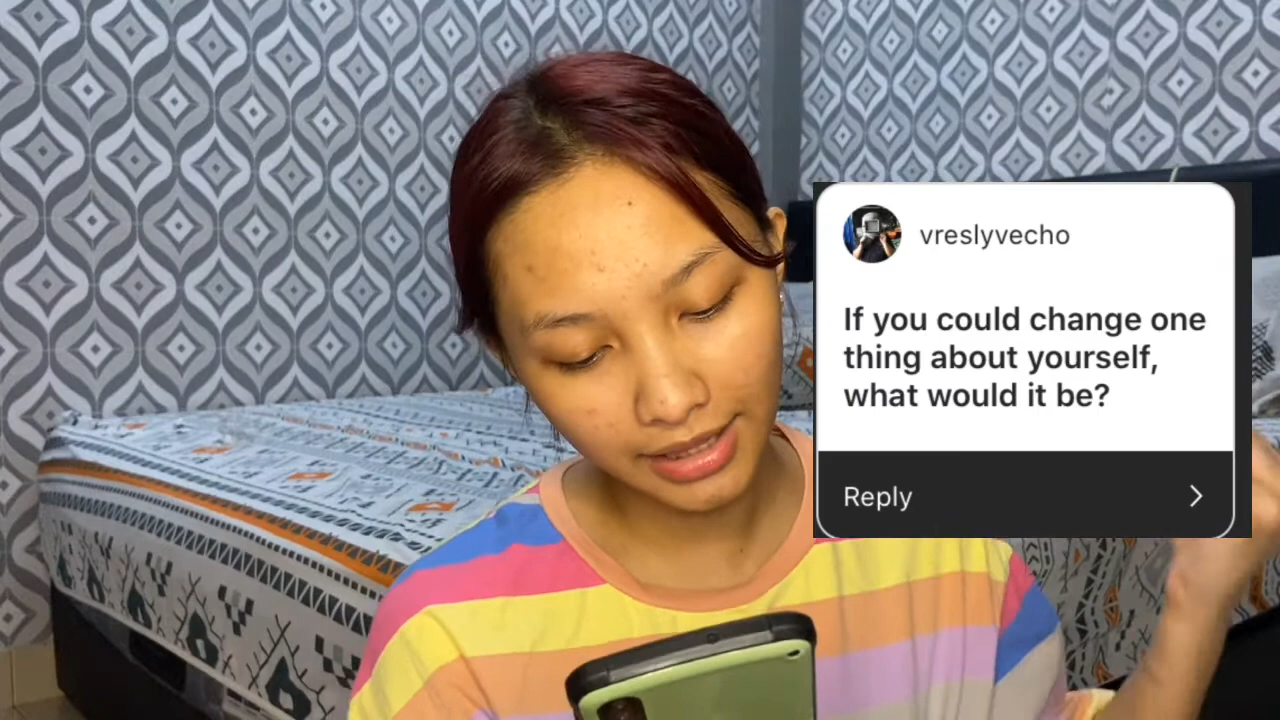 vreslyvecho
If you could change one
thing about yourself,
what would it be?
Reply